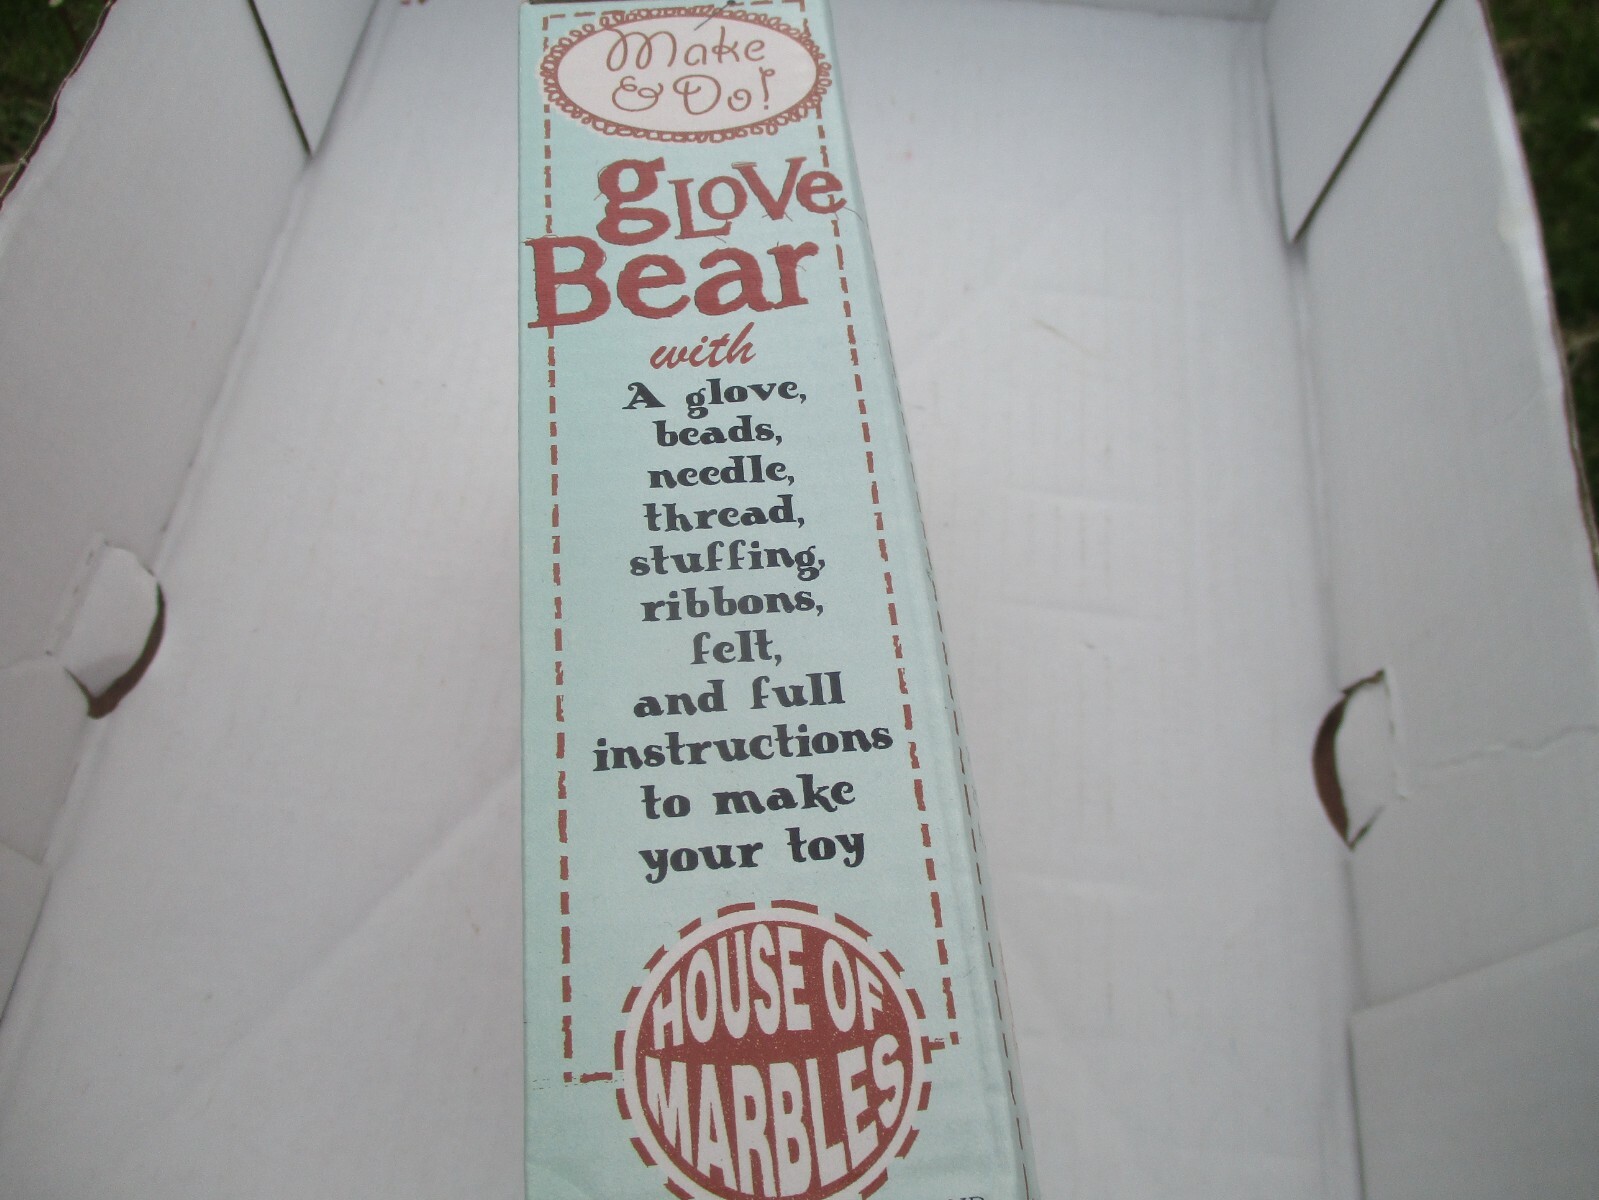 Make
& Do!
gLoVe
Bear
with
A glove,
beads,
needle,
thread,
stuffing,
ribbons,
felt,
and full
instructions
to make
your toy
HOUSE OF
MARBLES